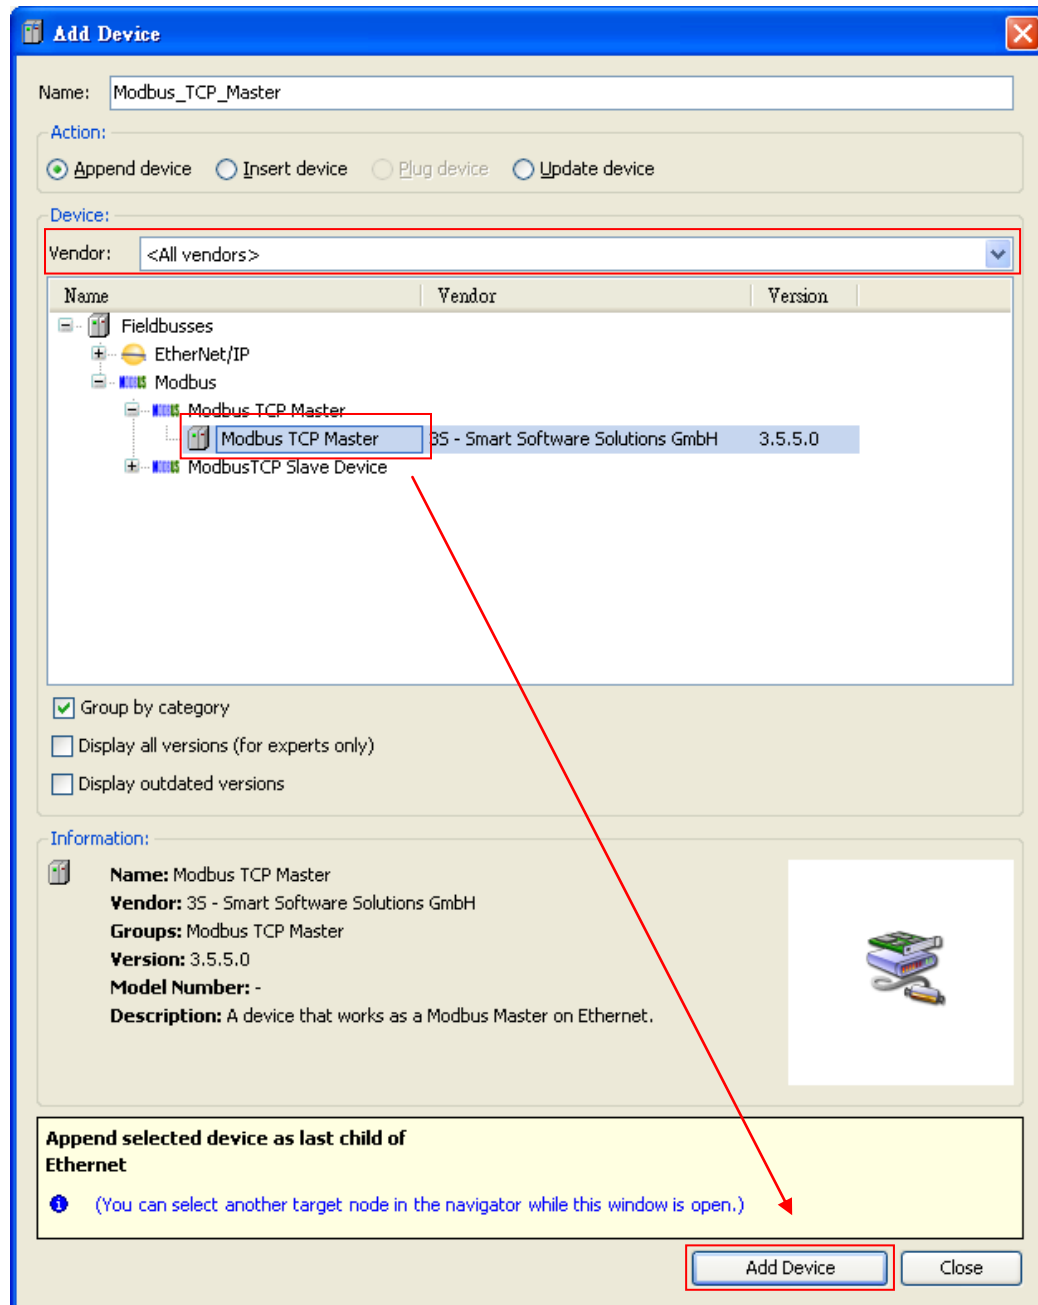 Add Device
Name: Modbus_TCP_Master
Action:
Append device Insert device Plug device Update device
Device:
Vendor: <All vendors>
Name Vendor Version
Fieldbusses
EtherNet/IP
MODBUS Modbus
MODBUS Modbus TCP Master
Modbus TCP Master 3S - Smart Software Solutions GmbH 3.5.5.0
MODBUS ModbusTCP Slave Device
Group by category
Display all versions (for experts only)
Display outdated versions
Information:
Name: Modbus TCP Master
Vendor: 3S - Smart Software Solutions GmbH
Groups: Modbus TCP Master
Version: 3.5.5.0
Model Number: -
Description: A device that works as a Modbus Master on Ethernet.
Append selected device as last child of
Ethernet
(You can select another target node in the navigator while this window is open.)
Add Device Close